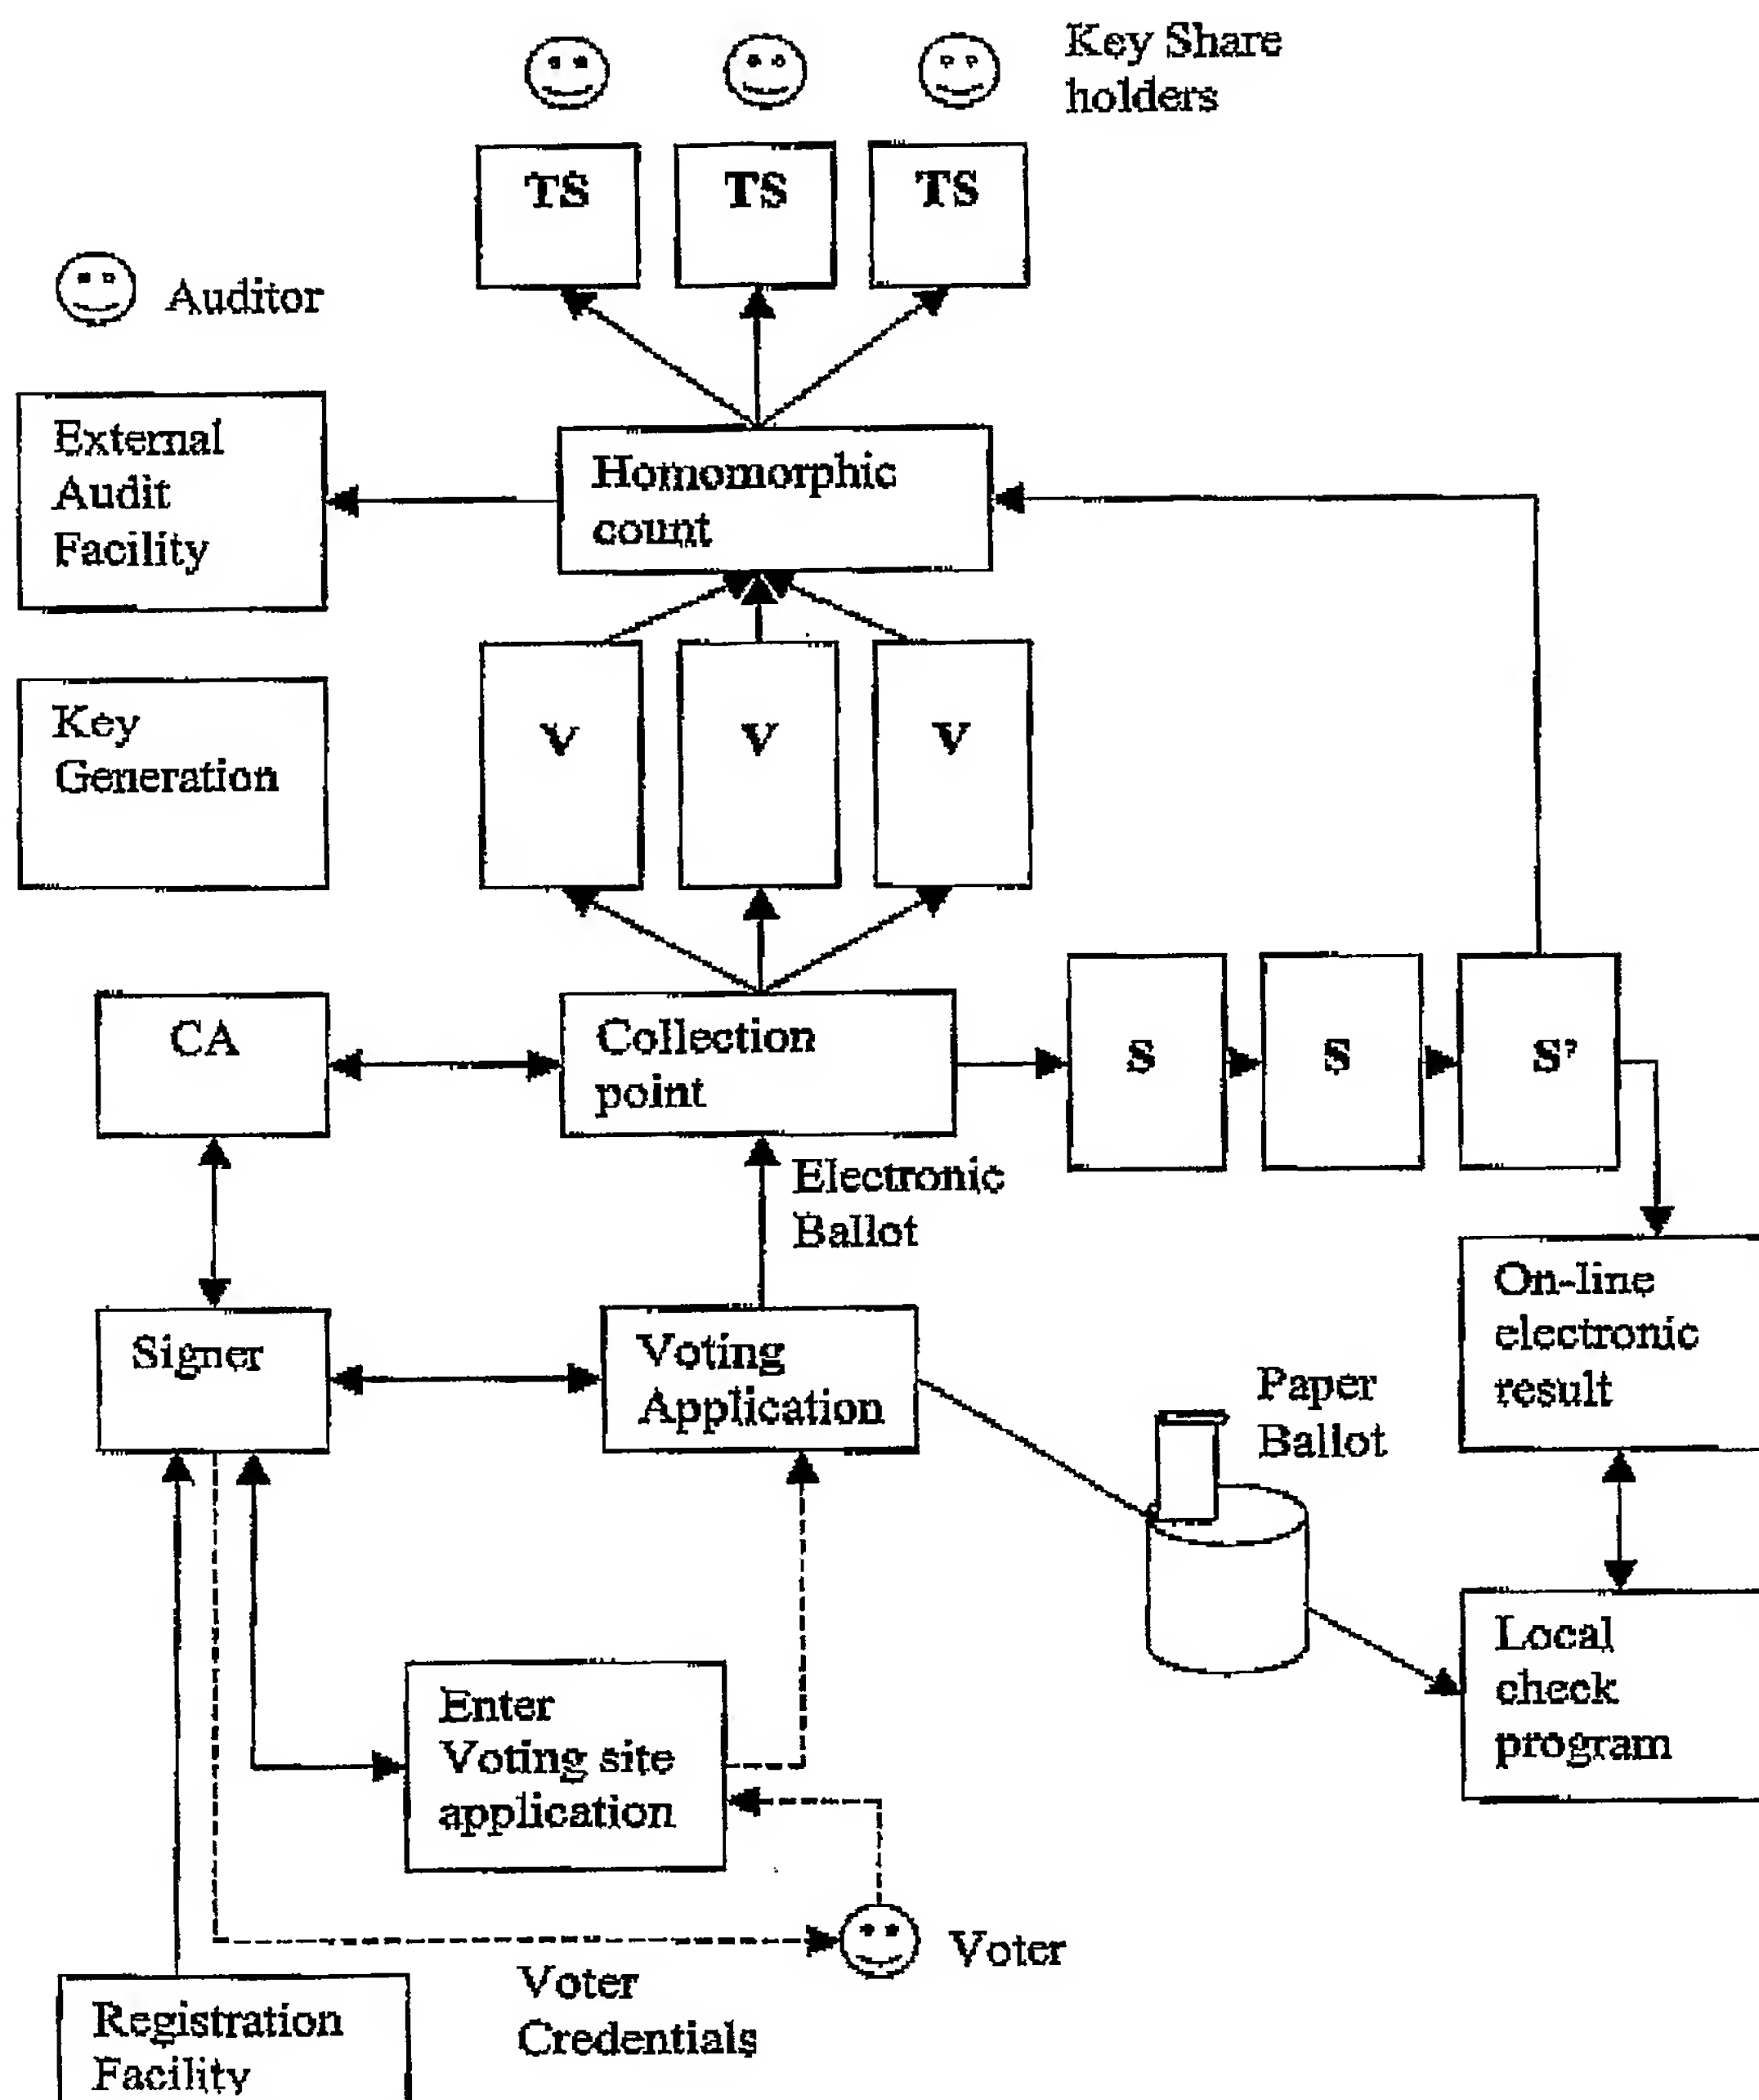 Key Share
holders
TS
TS
TS
Auditor
External
Audit
Facility
Homomorphic
count
Key
Generation
V
V
V
CA
Collection
point
S
S
S'
Electronic
Ballot
Signer
Voting
Application
On-line
electronic
result
Paper
Ballot
Enter
Voting site
application
Local
check
program
Voter
Voter
Credentials
Registration
Facility